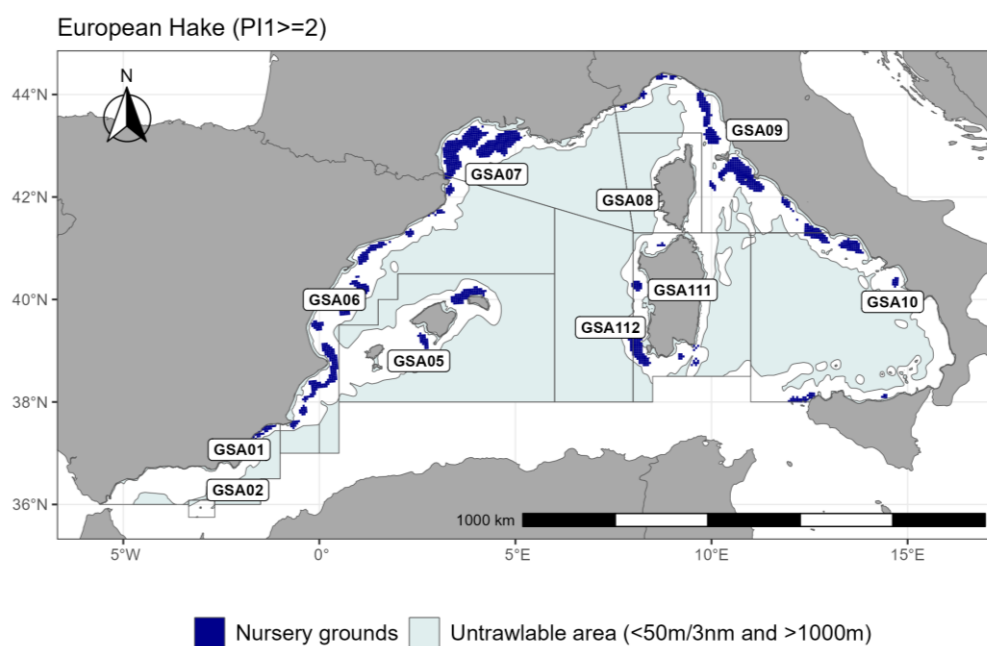 European Hake (PI1>=2)
N
44°N
42°N
40°N
38°N
36°N
GSA09
GSA07
GSA08
GSA111
GSA06
GSA10
GSA112
GSA05
GSA01
GSA02
1000 km
5°W
0°
5°E
10°E
15°E
Nursery grounds
Untrawlable area (<50m/3nm and >1000m)